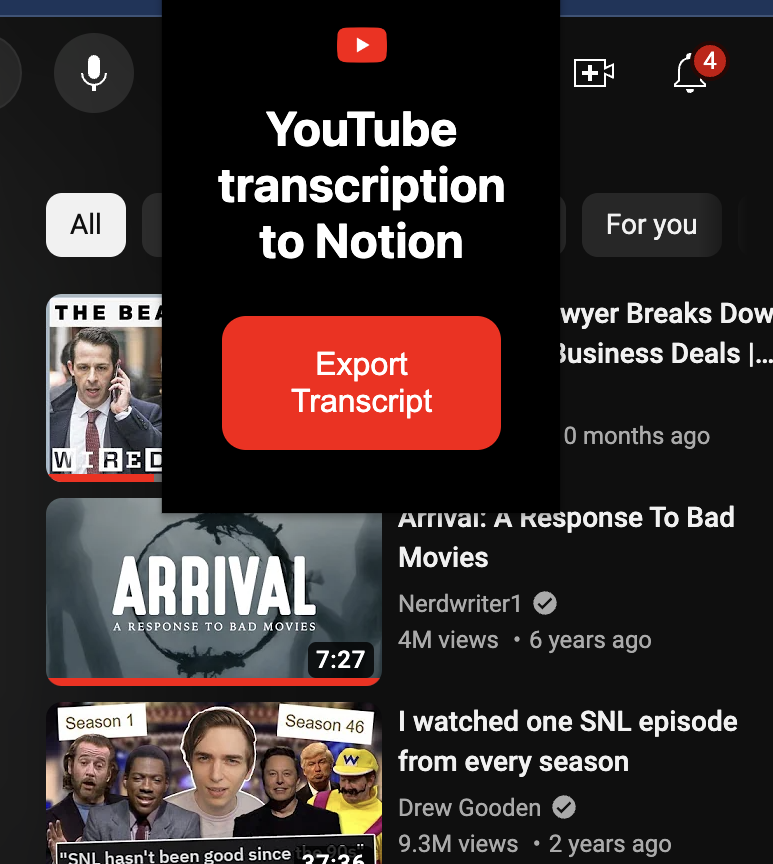 4
YouTube
transcription
to Notion
Export
Transcript
All
For you
THE BEA
WIRED
wyer Breaks Dow
Business Deals |...
0 months ago
ARRIVAL
A RESPONSE TO BAD MOVIES
7:27
Arrival: A Response To Bad
Movies
Nerdwriter1
4M views • 6 years ago
Season 1
Season 46
W
"SNL hasn't been good since the 90s"
27:36
I watched one SNL episode
from every season
Drew Gooden
9.3M views • 2 years ago